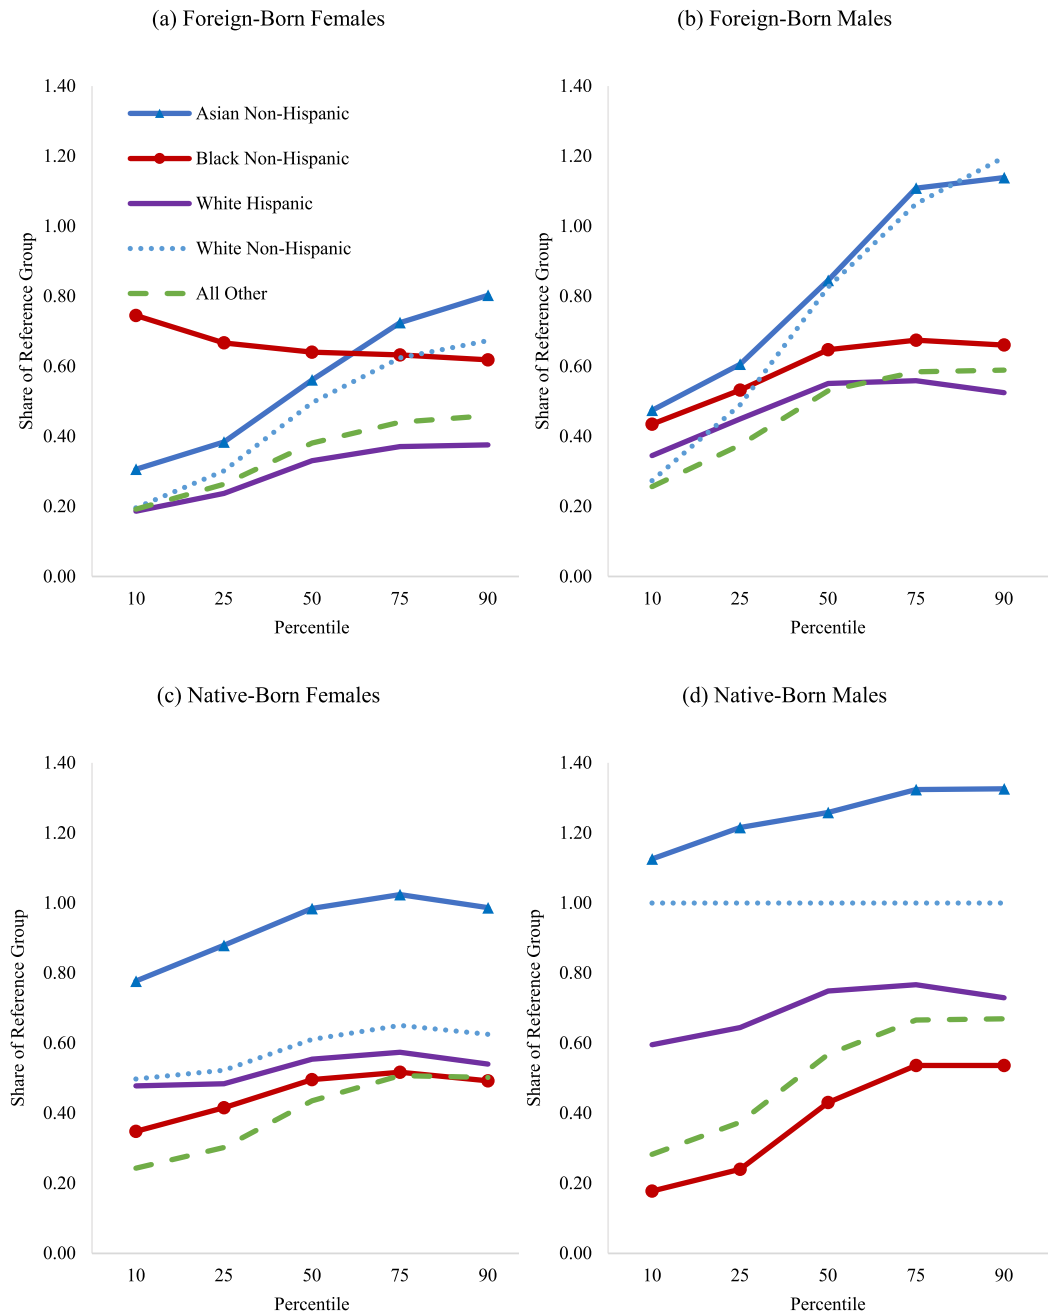 (a) Foreign-Born Females
1.40
1.20
1.00
0.80
0.60
0.40
0.20
0.00
Share of Reference Group
Asian Non-Hispanic
Black Non-Hispanic
White Hispanic
White Non-Hispanic
All Other
10 25 50 75 90
Percentile
(b) Foreign-Born Males
1.40
1.20
1.00
0.80
0.60
0.40
0.20
0.00
Share of Reference Group
10 25 50 75 90
Percentile
(c) Native-Born Females
1.40
1.20
1.00
0.80
0.60
0.40
0.20
0.00
Share of Reference Group
10 25 50 75 90
Percentile
(d) Native-Born Males
1.40
1.20
1.00
0.80
0.60
0.40
0.20
0.00
Share of Reference Group
10 25 50 75 90
Percentile